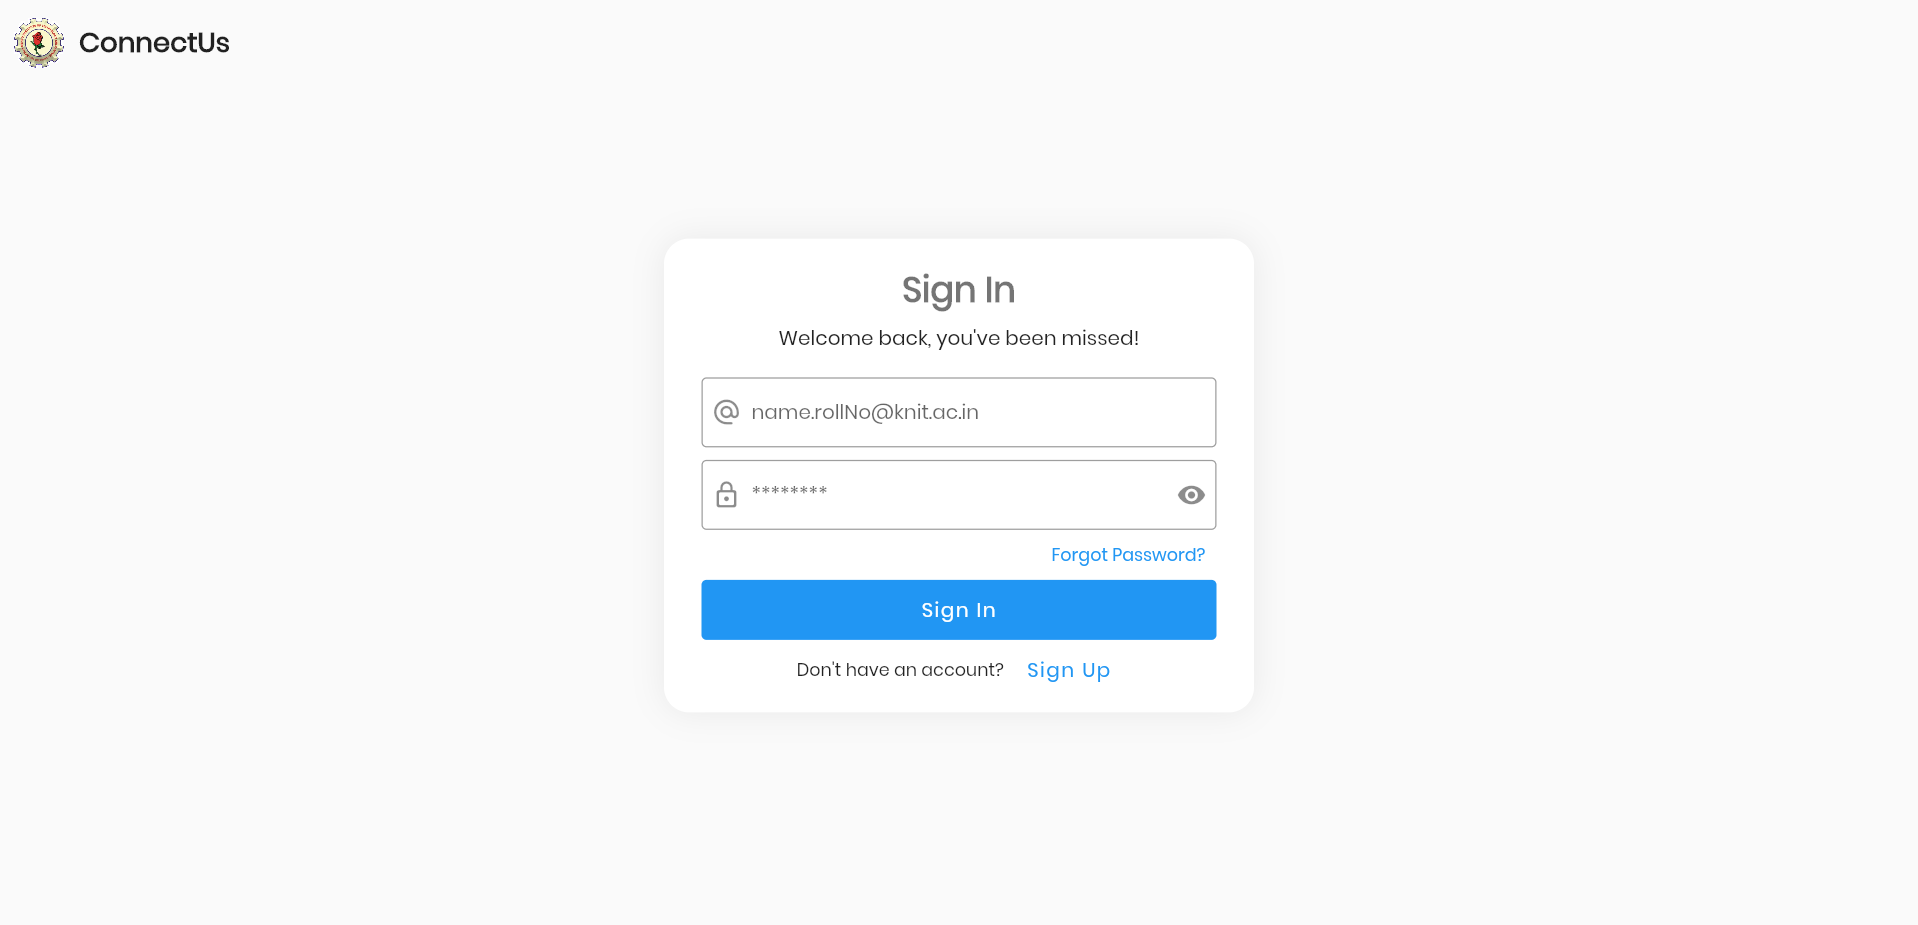 ConnectUs
Sign In
Welcome back, you've been missed!
name.rollNo@knit.ac.in
********
Forgot Password?
Sign In
Don't have an account? Sign Up